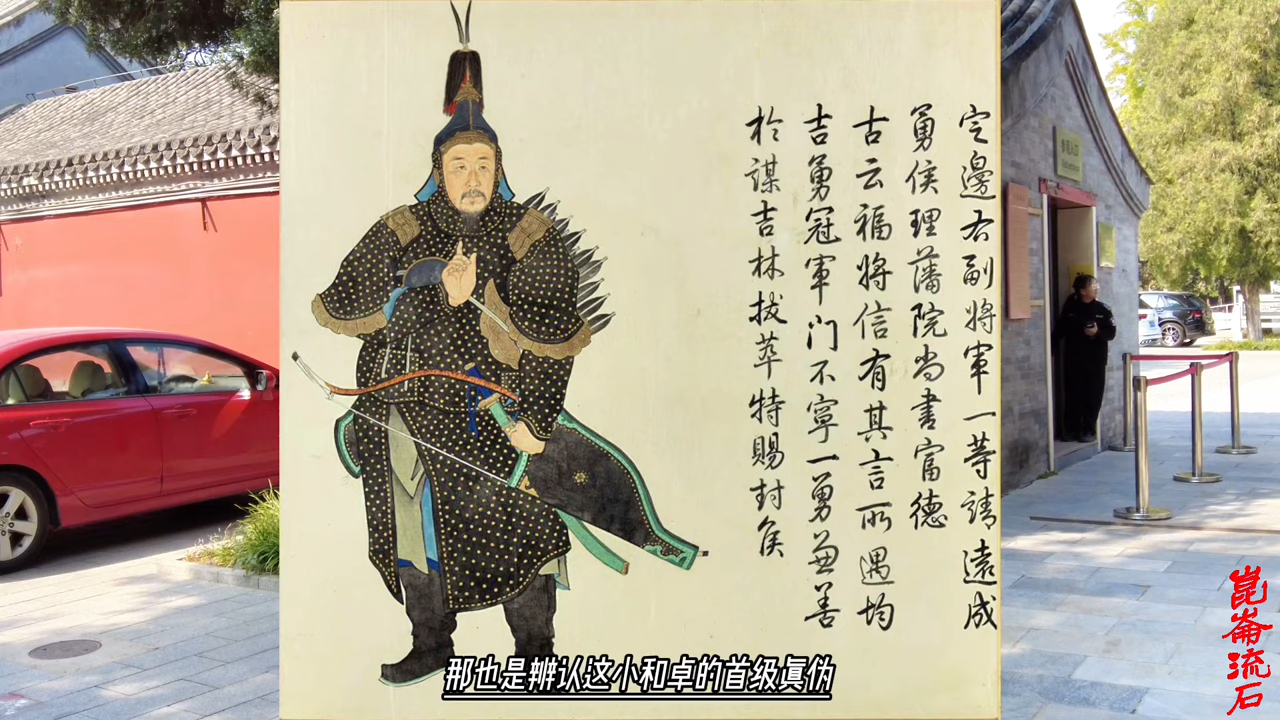 定邊右副將軍一等靖遠成
勇侯理藩院尚書富德
古云福將信有其言所遇均
吉勇冠軍門不寧一勇並善
扵謀吉林拔萃特賜封侯
那也是辨认这小和卓的首级真伪
崑崙流石